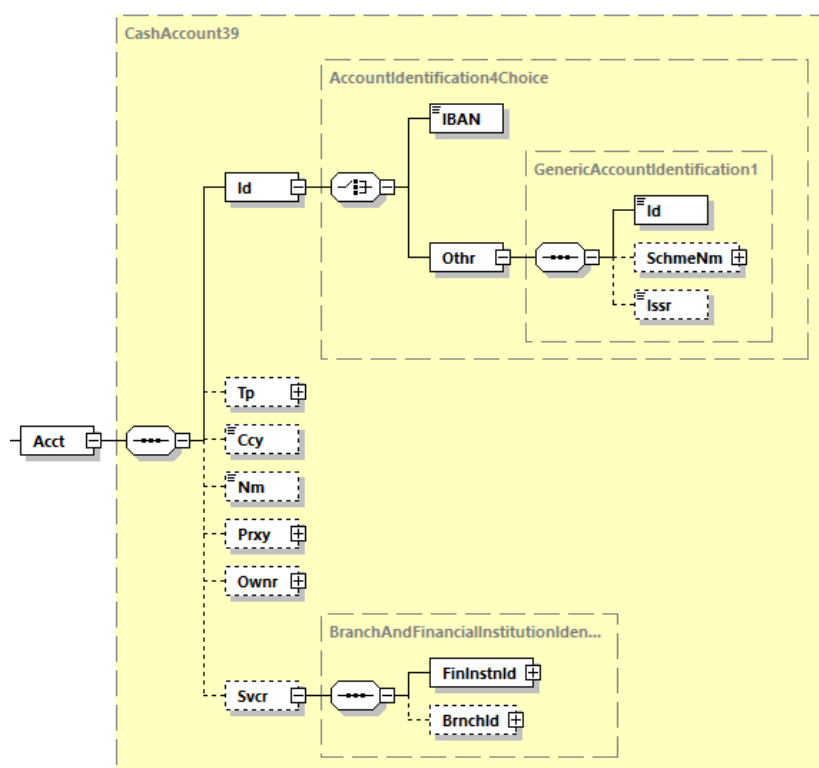 CashAccount39
AccountIdentification4Choice
IBAN
GenericAccountIdentification1
Id
Id
Othr
SchmeNm
Issr
Tp
Ccy
Acct
Nm
Prxy
Ownr
BranchAndFinancialInstitutionIden...
FinInstnId
Svcr
BrnchId